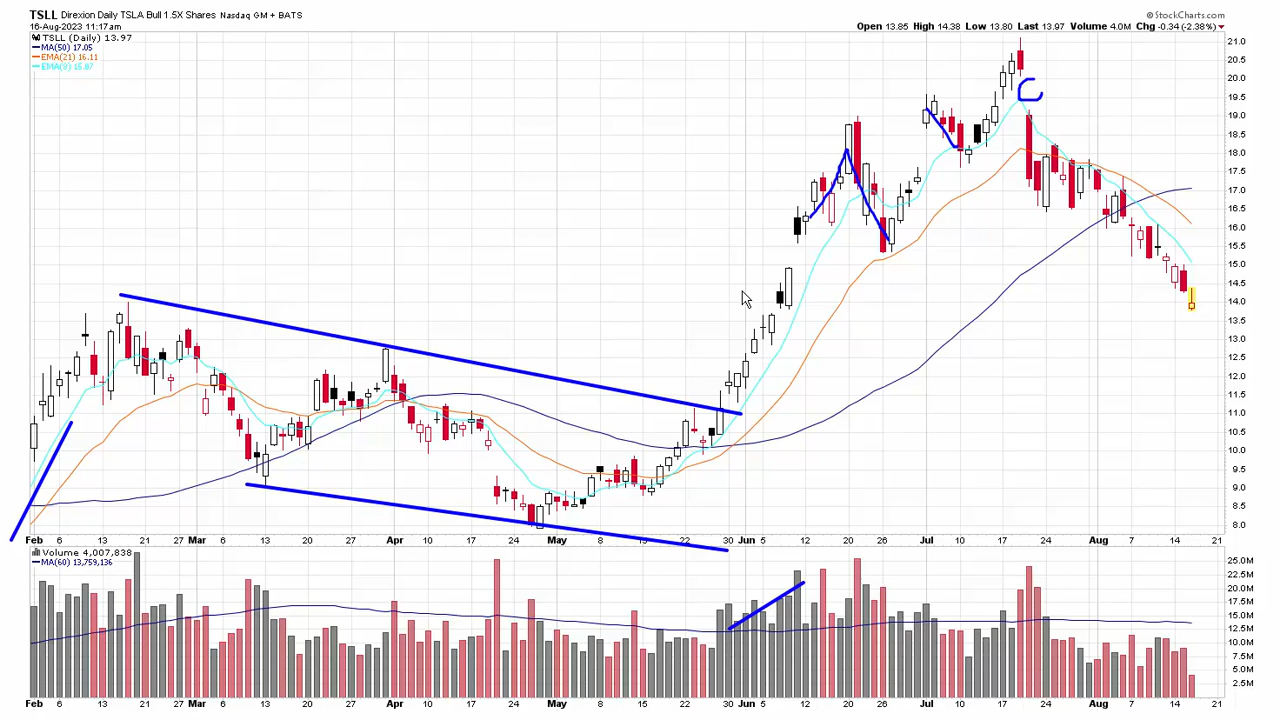 TSLL Direxion Daily TSLA Bull 1.5X Shares Nasdaq GM + BATS
© StockCharts.com
16-Aug-2023 11:17am
Open 13.85 High 14.38 Low 13.80 Last 13.97 Volume 4.0M Chg -0.34 (-2.38%)
TSLL (Daily) 13.97
MA(50) 17.05
EMA(21) 16.11
EMA(9) 15.07
21.0
20.5
20.0
19.5
19.0
18.5
18.0
17.5
17.0
16.5
16.0
15.5
15.0
14.5
14.0
13.5
13.0
12.5
12.0
11.5
11.0
10.5
10.0
9.5
9.0
8.5
8.0
Feb 6 13 21 27 Mar 6 13 20 27 Apr 10 17 24 May 8 15 22 30 Jun 5 12 20 26 Jul 10 17 24 Aug 7 14 21
Volume 4,007,838
MA(60) 13,759,136
25.0M
22.5M
20.0M
17.5M
15.0M
12.5M
10.0M
7.5M
5.0M
2.5M
Feb 6 13 21 27 Mar 6 13 20 27 Apr 10 17 24 May 8 15 22 30 Jun 5 12 20 26 Jul 10 17 24 Aug 7 14 21